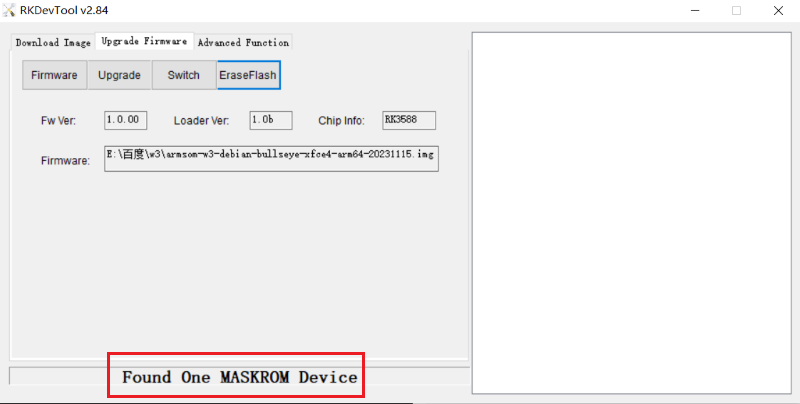 RKDevTool v2.84
Download Image Upgrade Firmware Advanced Function
Firmware Upgrade Switch EraseFlash
Fw Ver: 1.0.00 Loader Ver: 1.0b Chip Info: RK3588
Firmware: E:\百度\w3\armsom-w3-debian-bullseye-xfce4-arm64-20231115.img
Found One MASKROM Device